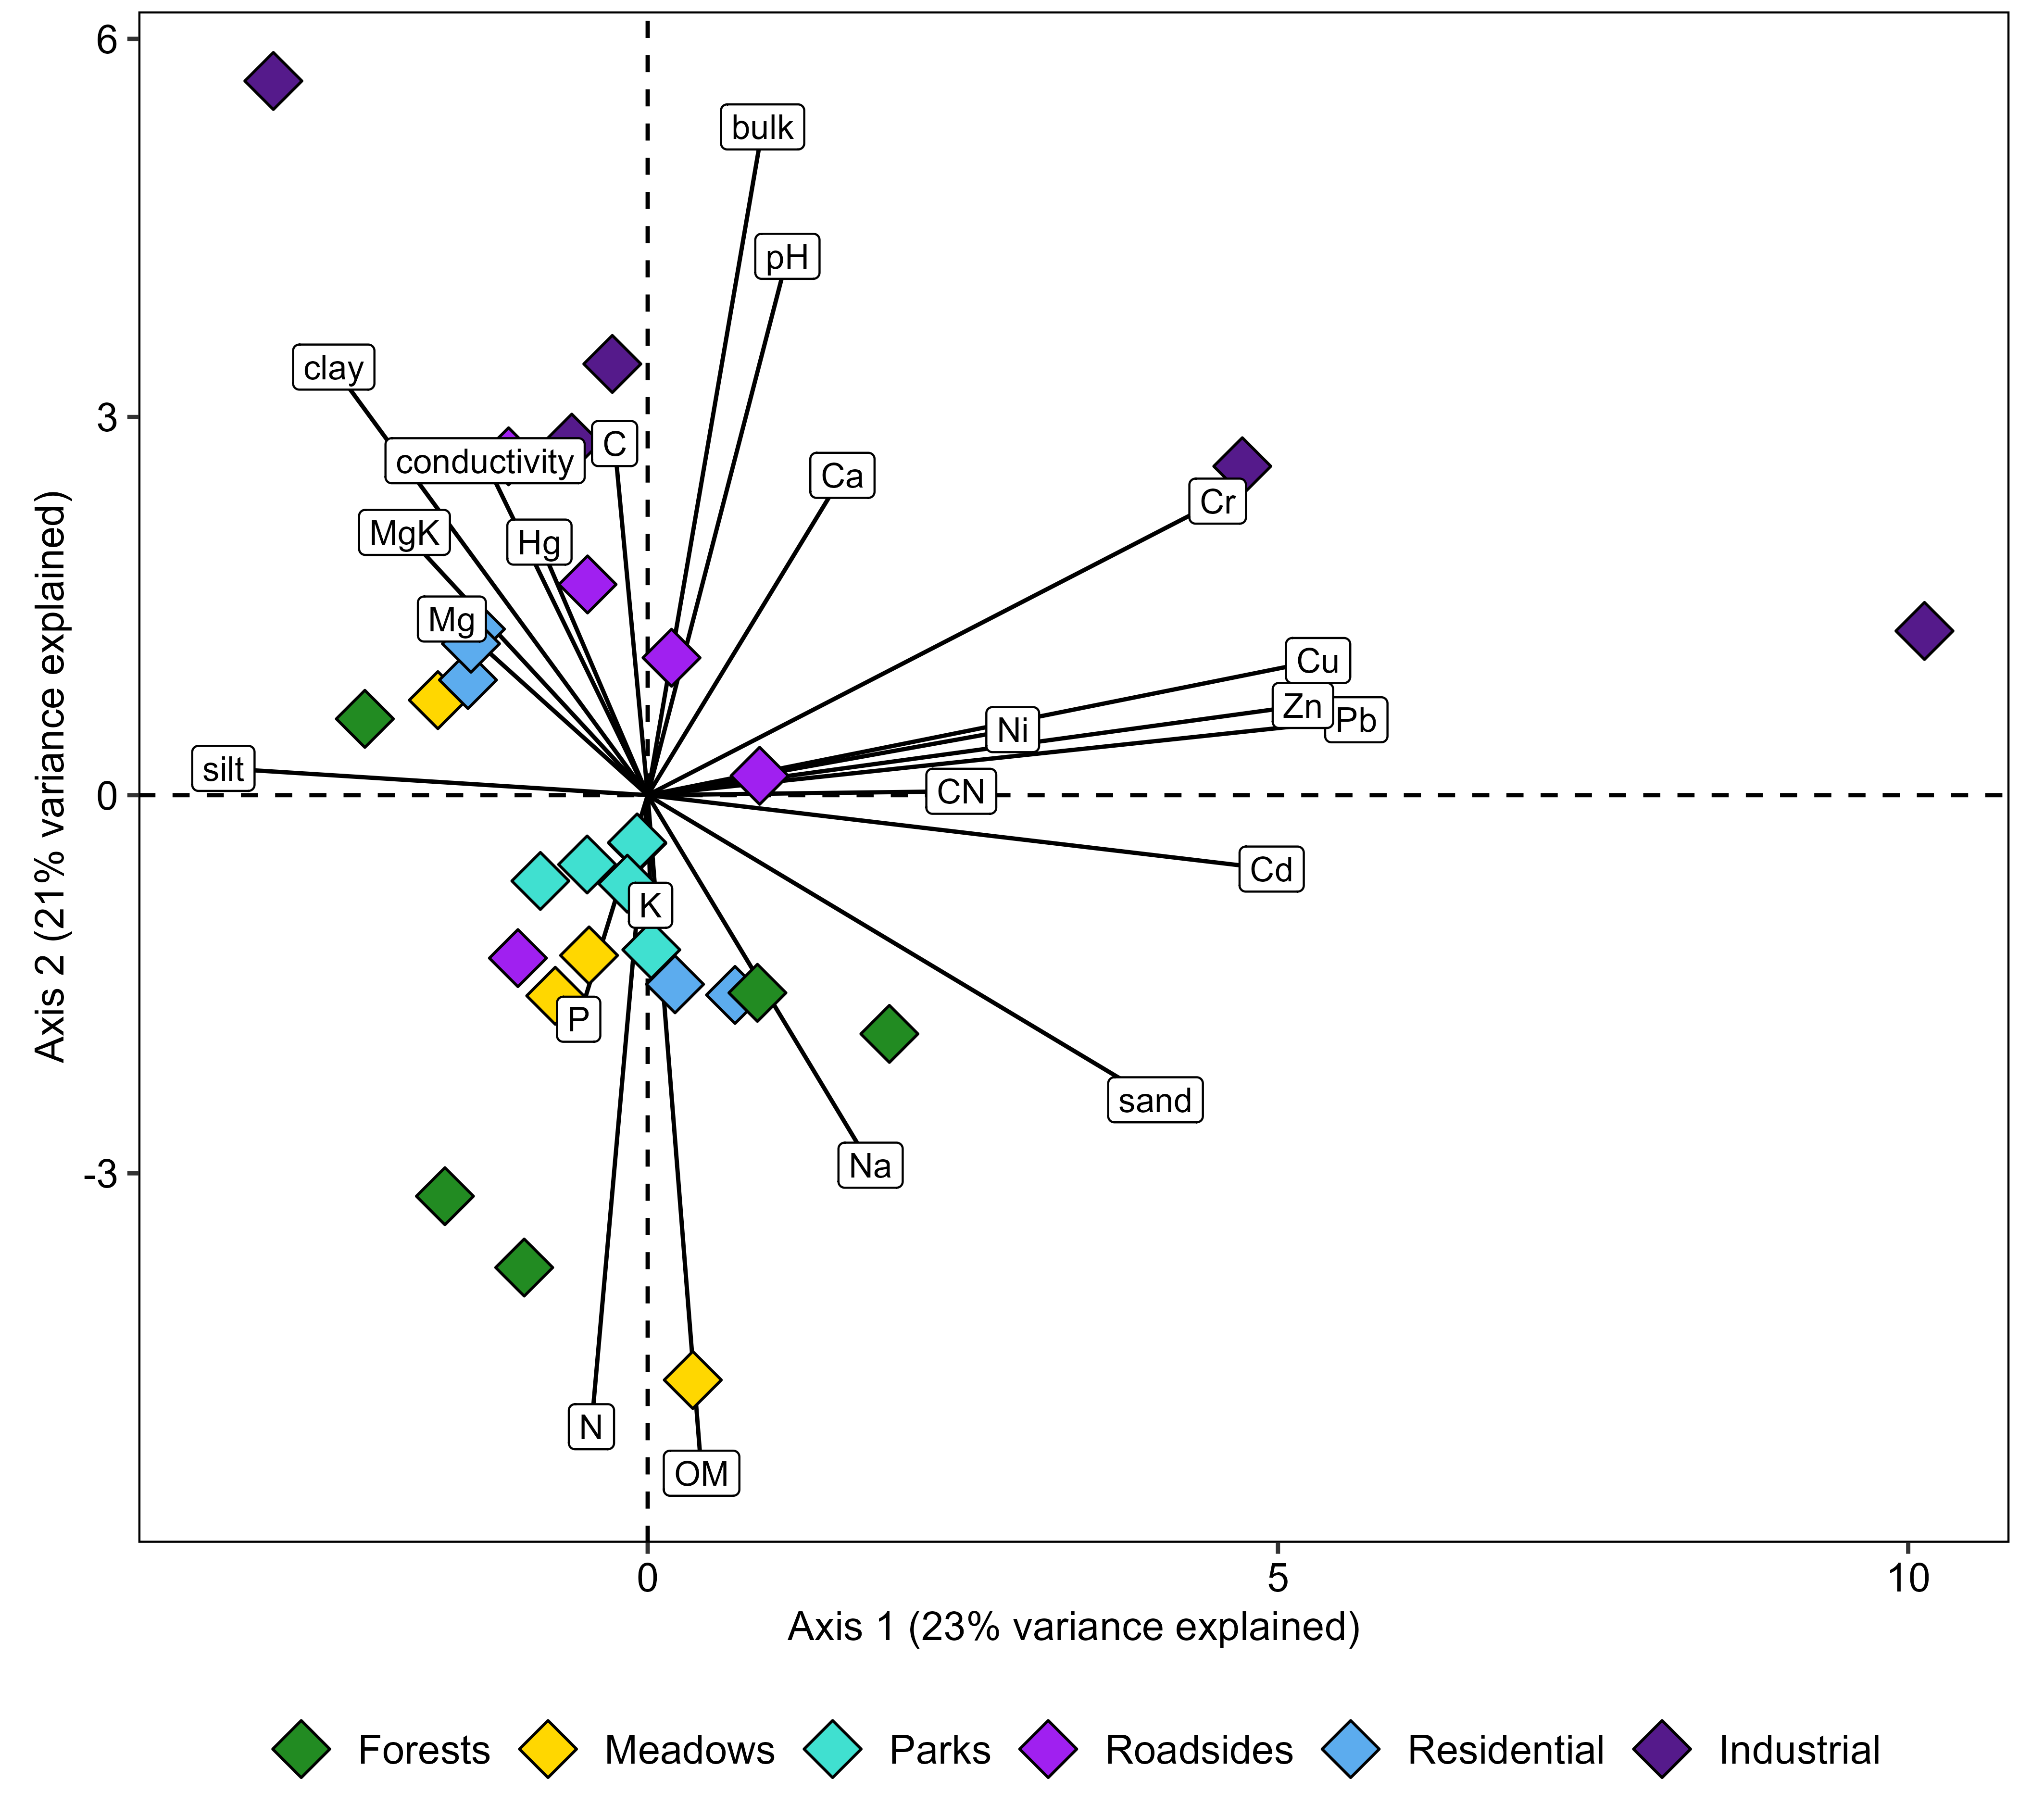 6
bulk
pH
clay
3
C
conductivity
Ca
Cr
MgK
Hg
Mg
Cu
Zn
Pb
Ni
silt
CN
0
Cd
K
P
sand
Na
-3
N
OM
Axis 2 (21% variance explained)
0 5 10
Axis 1 (23% variance explained)
Forests Meadows Parks Roadsides Residential Industrial